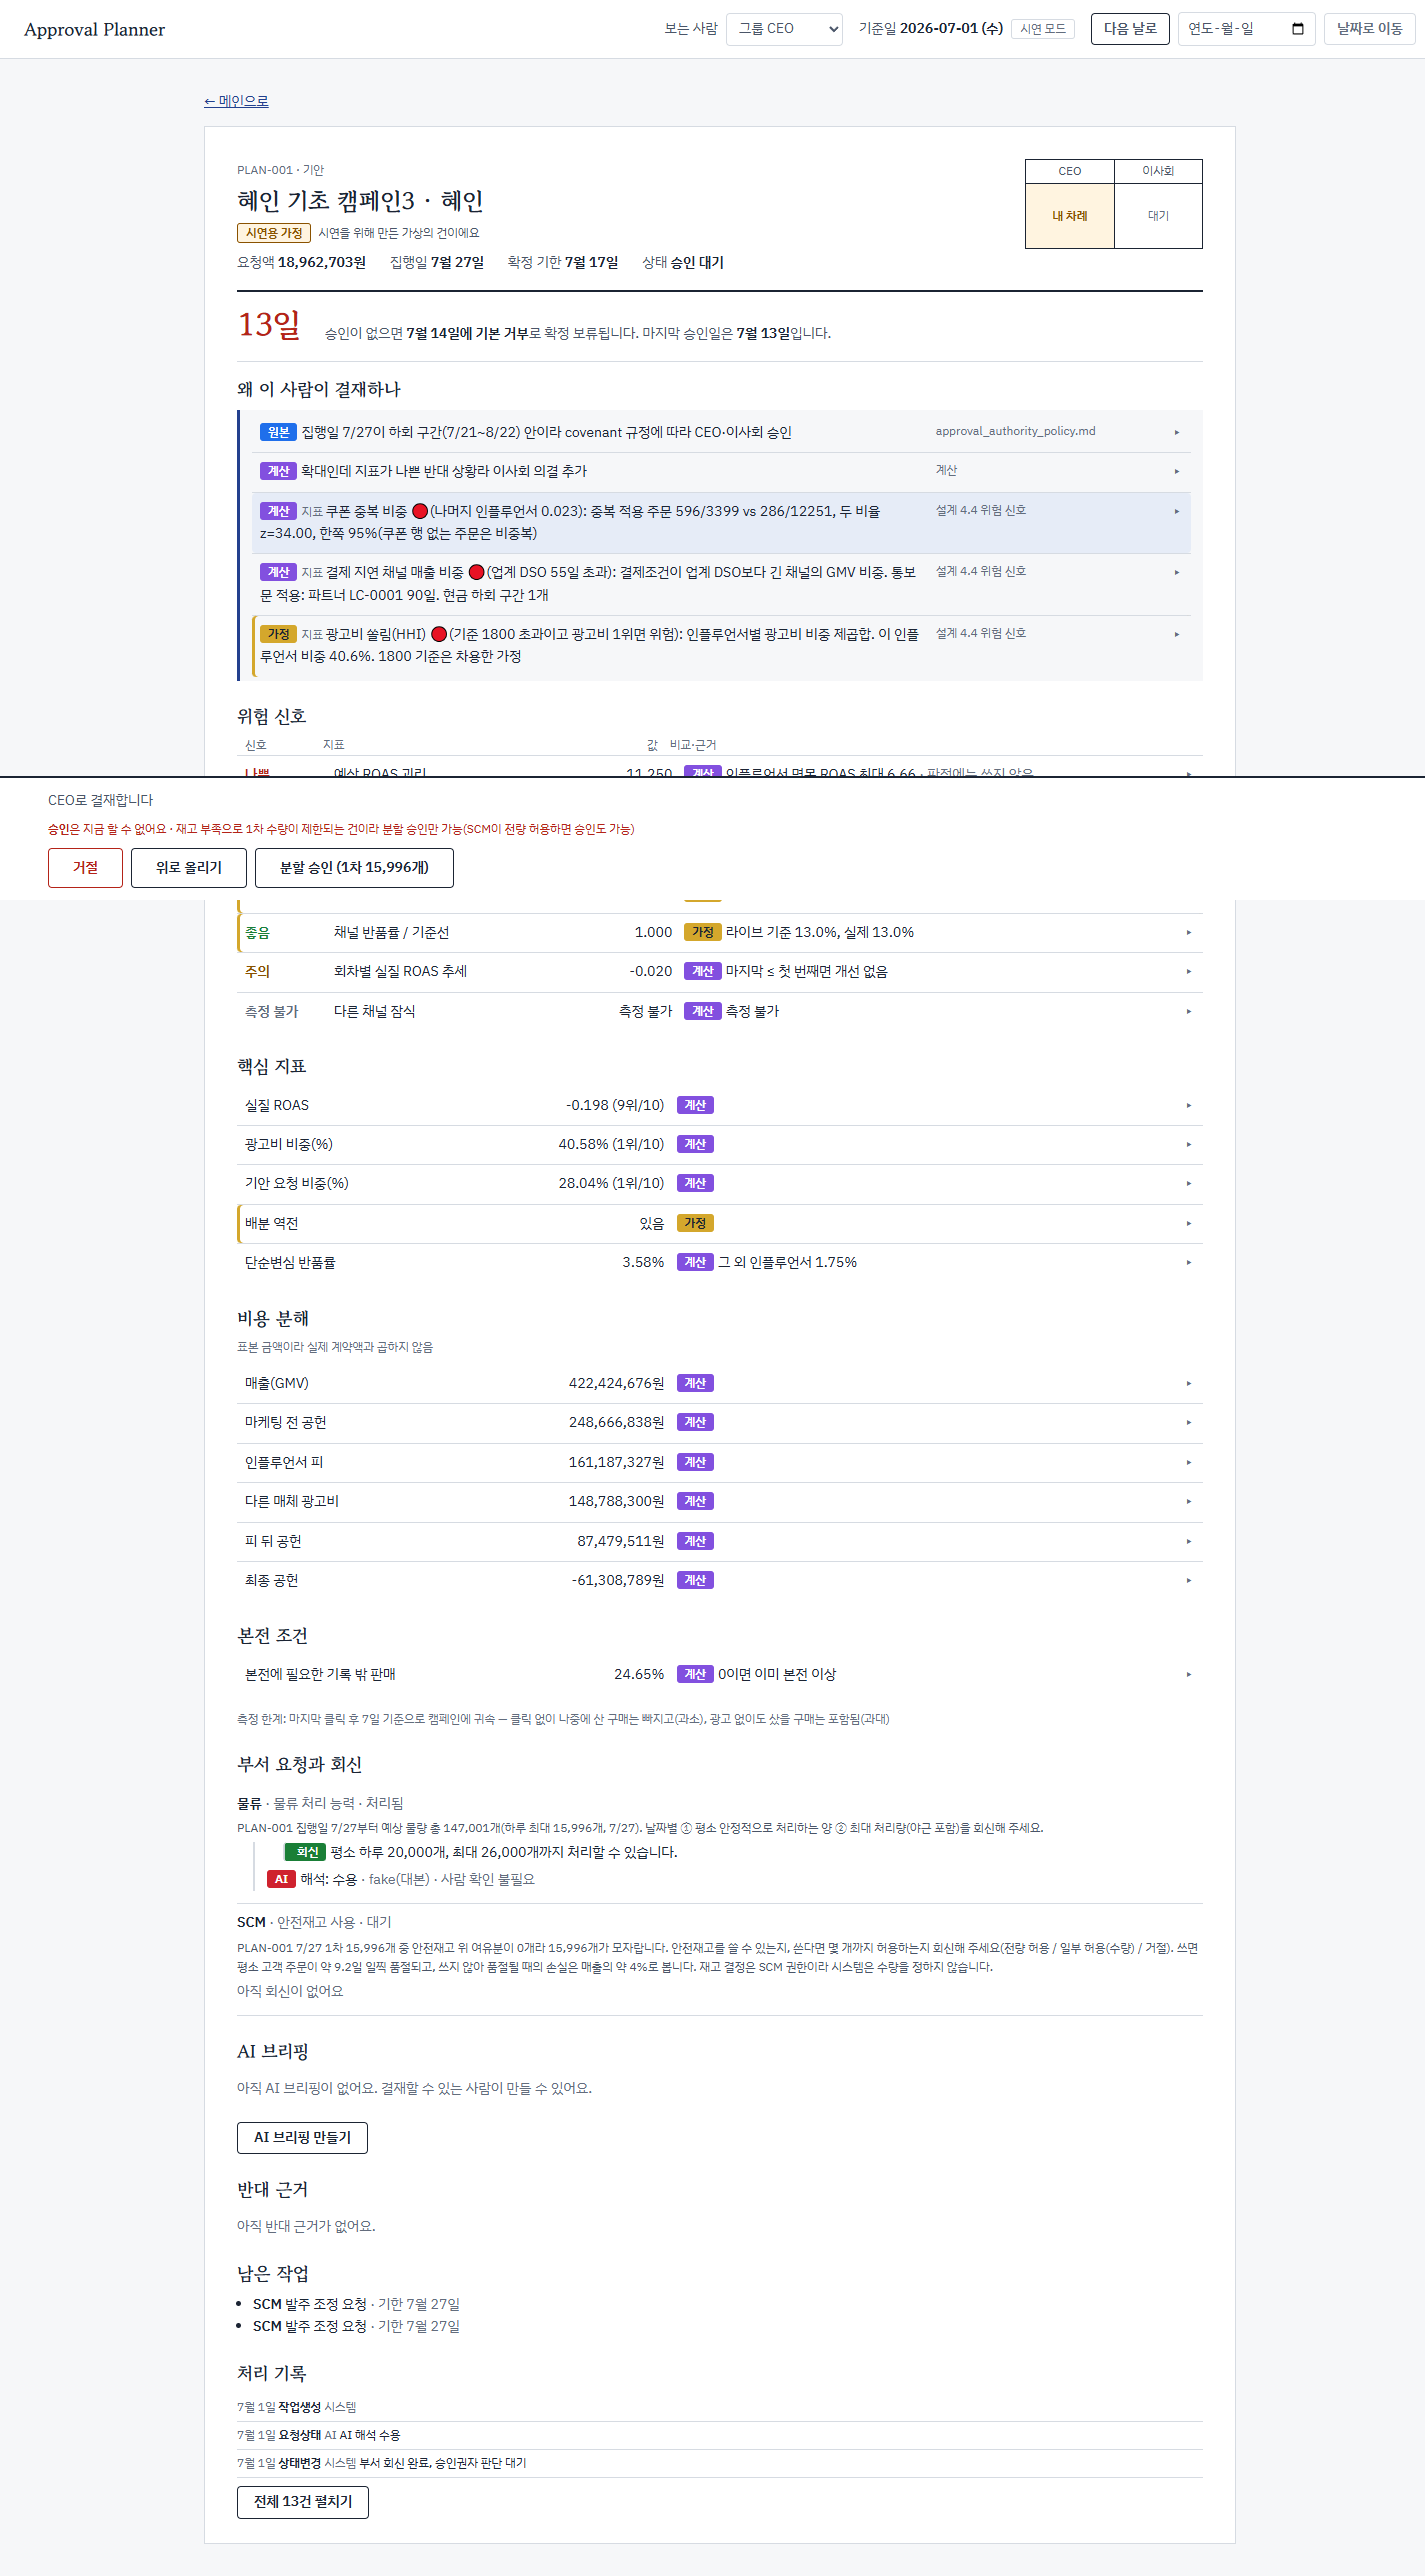 Approval Planner
보는 사람 그룹 CEO 기준일 2026-07-01 (수) 시연 모드 다음 날로 연도-월-일 날짜로 이동
← 메인으로
PLAN-001 · 기안
혜인 기초 캠페인3 · 혜인
시연용 가정 시연을 위해 만든 가상의 건이에요
요청액 18,962,703원 집행일 7월 27일 확정 기한 7월 17일 상태 승인 대기
CEO 이사회
내 차례 대기
13일 승인이 없으면 7월 14일에 기본 거부로 확정 보류됩니다. 마지막 승인일은 7월 13일입니다.
왜 이 사람이 결재하나
원본 집행일 7/27이 하회 구간(7/21~8/22) 안이라 covenant 규정에 따라 CEO·이사회 승인 approval_authority_policy.md
계산 확대인데 지표가 나쁜 반대 상황라 이사회 의결 추가 계산
계산 지표 쿠폰 중복 비중 🔴(나머지 인플루언서 0.023): 중복 적용 주문 596/3399 vs 286/12251, 두 비율 설계 4.4 위험 신호
z=34.00, 한쪽 95%(쿠폰 행 없는 주문은 비중복)
계산 지표 결제 지연 채널 매출 비중 🔴(업계 DSO 55일 초과): 결제조건이 업계 DSO보다 긴 채널의 GMV 비중. 통보 설계 4.4 위험 신호
문 적용: 파트너 LC-0001 90일. 현금 하회 구간 1개
가정 지표 광고비 쏠림(HHI) 🔴(기준 1800 초과이고 광고비 1위면 위험): 인플루언서별 광고비 비중 제곱합. 이 인플 설계 4.4 위험 신호
루언서 비중 40.6%. 1800 기준은 차용한 가정
위험 신호
신호 지표 값 비교·근거
나쁨 예상 ROAS 괴리 11.250 계산 인플루언서 명목 ROAS 최대 6.66 · 판정에는 쓰지 않음
CEO로 결재합니다
승인은 지금 할 수 없어요 · 재고 부족으로 1차 수량이 제한되는 건이라 분할 승인만 가능(SCM이 전량 허용하면 승인도 가능)
거절 위로 올리기 분할 승인 (1차 15,996개)
좋음 채널 반품률 / 기준선 1.000 가정 라이브 기준 13.0%, 실제 13.0%
주의 회차별 실질 ROAS 추세 -0.020 계산 마지막 ≤ 첫 번째면 개선 없음
측정 불가 다른 채널 잠식 측정 불가 계산 측정 불가
핵심 지표
실질 ROAS -0.198 (9위/10) 계산
광고비 비중(%) 40.58% (1위/10) 계산
기안 요청 비중(%) 28.04% (1위/10) 계산
배분 역전 있음 가정
단순변심 반품률 3.58% 계산 그 외 인플루언서 1.75%
비용 분해
표본 금액이라 실제 계약액과 곱하지 않음
매출(GMV) 422,424,676원 계산
마케팅 전 공헌 248,666,838원 계산
인플루언서 피 161,187,327원 계산
다른 매체 광고비 148,788,300원 계산
피 뒤 공헌 87,479,511원 계산
최종 공헌 -61,308,789원 계산
본전 조건
본전에 필요한 기록 밖 판매 24.65% 계산 0이면 이미 본전 이상
측정 한계: 마지막 클릭 후 7일 기준으로 캠페인에 귀속 — 클릭 없이 나중에 산 구매는 빠지고(과소), 광고 없이도 샀을 구매는 포함됨(과대)
부서 요청과 회신
물류 · 물류 처리 능력 · 처리됨
PLAN-001 집행일 7/27부터 예상 물량 총 147,001개(하루 최대 15,996개, 7/27). 날짜별 ① 평소 안정적으로 처리하는 양 ② 최대 처리량(야근 포함)을 회신해 주세요.
회신 평소 하루 20,000개, 최대 26,000개까지 처리할 수 있습니다.
AI 해석: 수용 · fake(대본) · 사람 확인 불필요
SCM · 안전재고 사용 · 대기
PLAN-001 7/27 1차 15,996개 중 안전재고 위 여유분이 0개라 15,996개가 모자랍니다. 안전재고를 쓸 수 있는지, 쓴다면 몇 개까지 허용하는지 회신해 주세요(전량 허용 / 일부 허용(수량) / 거절). 쓰면
평소 고객 주문이 약 9.2일 일찍 품절되고, 쓰지 않아 품절될 때의 손실은 매출의 약 4%로 봅니다. 재고 결정은 SCM 권한이라 시스템은 수량을 정하지 않습니다.
아직 회신이 없어요
AI 브리핑
아직 AI 브리핑이 없어요. 결재할 수 있는 사람이 만들 수 있어요.
AI 브리핑 만들기
반대 근거
아직 반대 근거가 없어요.
남은 작업
SCM 발주 조정 요청 · 기한 7월 27일
SCM 발주 조정 요청 · 기한 7월 27일
처리 기록
7월 1일 작업생성 시스템
7월 1일 요청상태 AI AI 해석 수용
7월 1일 상태변경 시스템 부서 회신 완료, 승인권자 판단 대기
전체 13건 펼치기